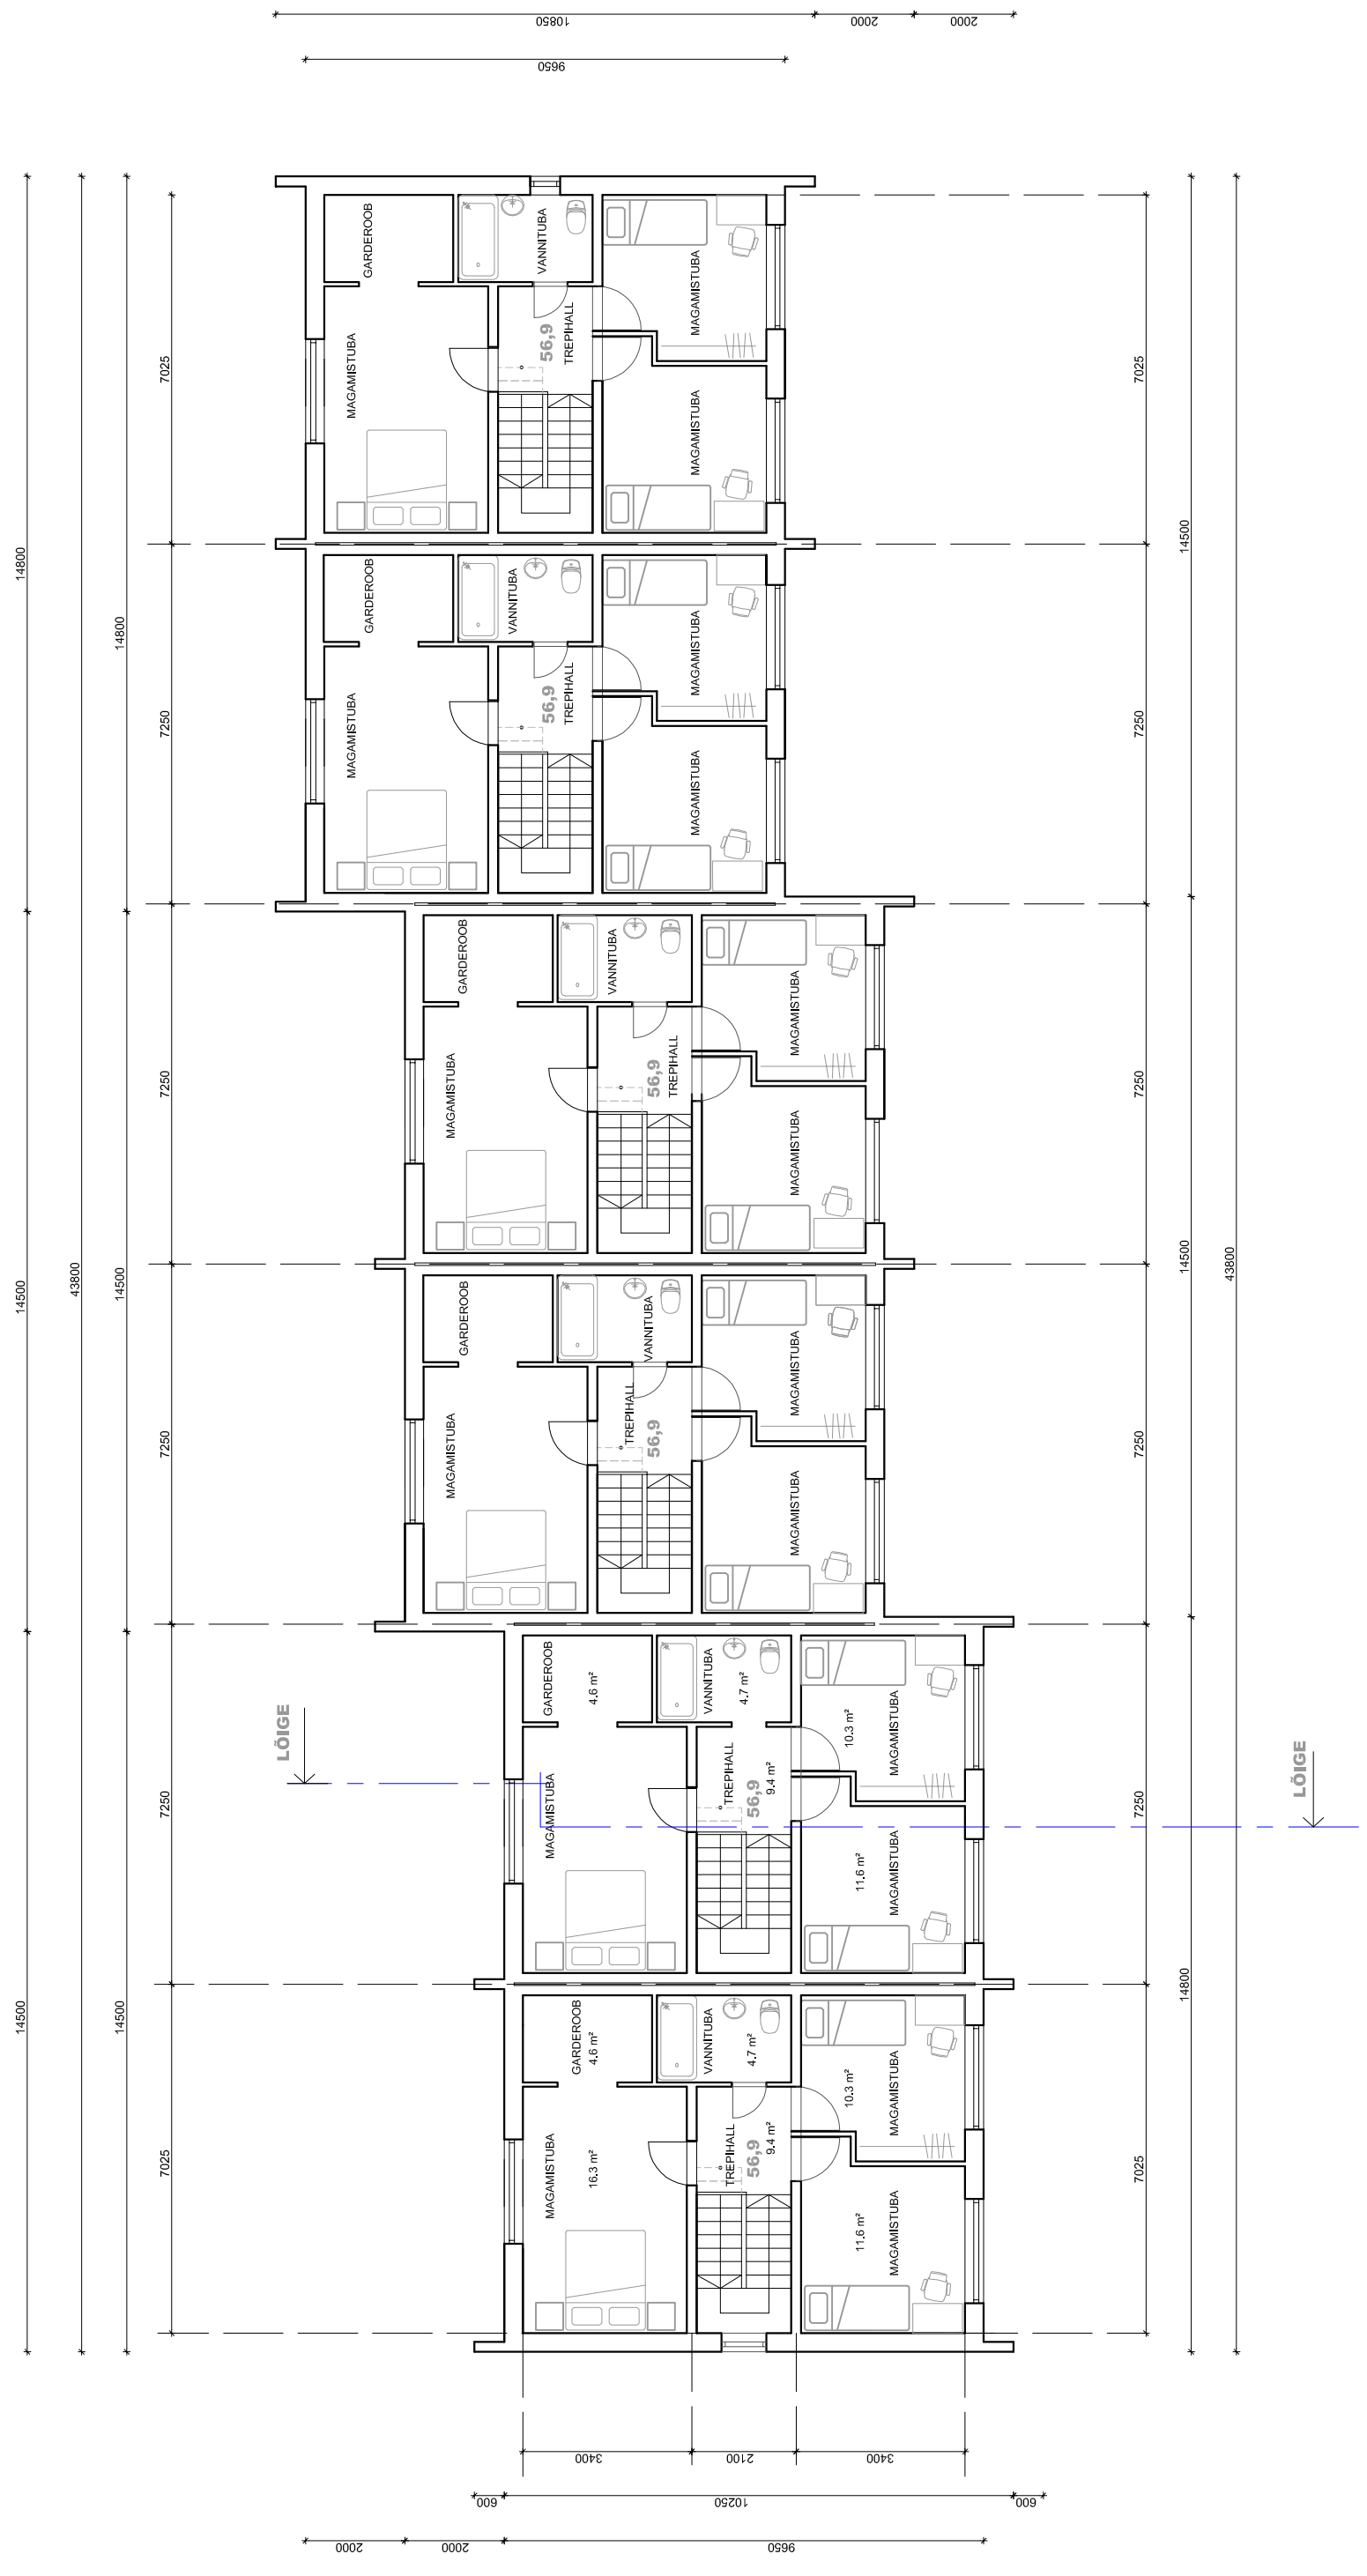 10850
2000
2000
9650
GARDEROOB
VANNITUBA
MAGAMISTUBA
MAGAMISTUBA
56,9
TREPIHALL
MAGAMISTUBA
7025
7025
14800
14500
14800
GARDEROOB
VANNITUBA
MAGAMISTUBA
MAGAMISTUBA
56,9
TREPIHALL
MAGAMISTUBA
7250
7250
GARDEROOB
VANNITUBA
MAGAMISTUBA
MAGAMISTUBA
56,9
TREPIHALL
MAGAMISTUBA
7250
7250
14500
43800
14500
14500
43800
GARDEROOB
VANNITUBA
MAGAMISTUBA
MAGAMISTUBA
TREPIHALL
56,9
MAGAMISTUBA
7250
7250
LÕIGE
LÕIGE
GARDEROOB
4.6 m²
VANNITUBA
4.7 m²
10.3 m²
MAGAMISTUBA
MAGAMISTUBA
TREPIHALL
56,9
9.4 m²
11.6 m²
MAGAMISTUBA
7250
7250
14500
14500
14800
GARDEROOB
4.6 m²
VANNITUBA
4.7 m²
10.3 m²
MAGAMISTUBA
MAGAMISTUBA
16.3 m²
TREPIHALL
56,9
9.4 m²
11.6 m²
MAGAMISTUBA
7025
7025
3400
2100
3400
600
10250
600
2000
2000
9650